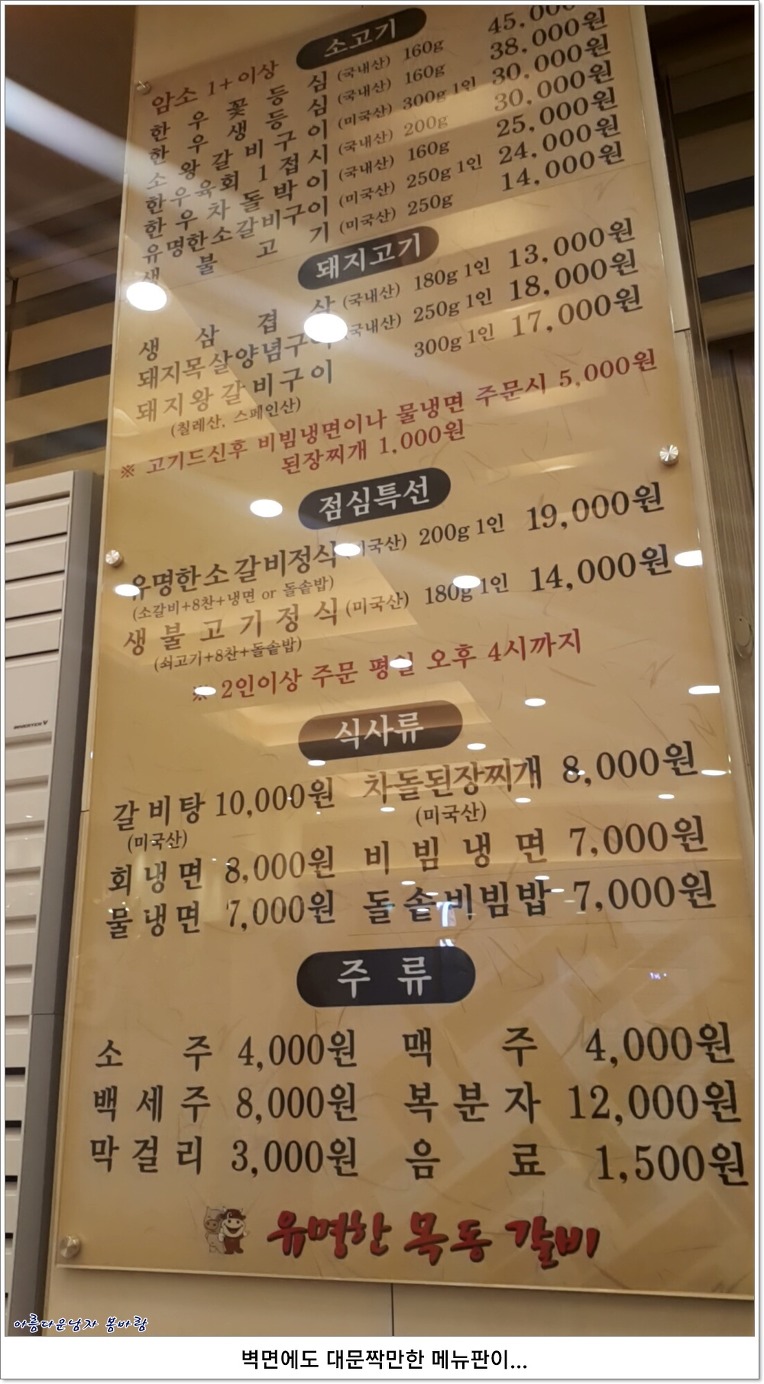 소고기
암소 1+이상
한 우 꽃 등 심 (국내산) 160g 45,000원
한 우 생 등 심 (국내산) 160g 38,000원
소 왕 갈 비 구 이 (미국산) 300g 1인 30,000원
한우육회 1 접시 (국내산) 200g 30,000원
한 우 차 돌 박 이 (국내산) 160g 25,000원
유명한소갈비구이 (미국산) 250g 1인 24,000원
생 불 고 기 (미국산) 250g 14,000원
돼지고기
생 삼 겹 살 (국내산) 180g 1인 13,000원
돼지목살양념구이 (국내산) 250g 1인 18,000원
돼지왕갈비구이 300g 1인 17,000원
(칠레산, 스페인산)
※ 고기드신후 비빔냉면이나 물냉면 주문시 5,000원
된장찌개 1,000원
점심특선
유명한소갈비정식 (미국산) 200g 1인 19,000원
(소갈비+8찬+냉면 or 돌솥밥)
생 불 고 기 정 식 (미국산) 180g 1인 14,000원
(쇠고기+8찬+돌솥밥)
※ 2인이상 주문 평일 오후 4시까지
식사류
갈비탕 10,000원 차돌된장찌개 8,000원
(미국산) (미국산)
회냉면 8,000원 비 빔 냉 면 7,000원
물냉면 7,000원 돌솥비빔밥 7,000원
주 류
소 주 4,000원 맥 주 4,000원
백세주 8,000원 복분자 12,000원
막걸리 3,000원 음 료 1,500원
유명한 목동 갈비
아름다운남자 봄바람
벽면에도 대문짝만한 메뉴판이...